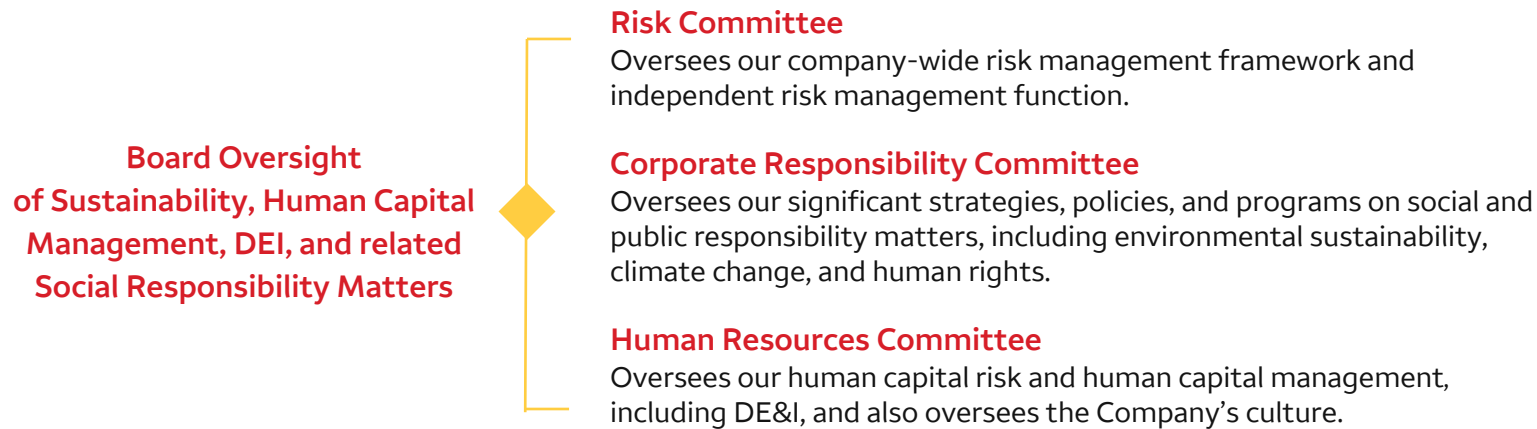 Board Oversight
of Sustainability, Human Capital
Management, DEI, and related
Social Responsibility Matters
Risk Committee
Oversees our company-wide risk management framework and
independent risk management function.
Corporate Responsibility Committee
Oversees our significant strategies, policies, and programs on social and
public responsibility matters, including environmental sustainability,
climate change, and human rights.
Human Resources Committee
Oversees our human capital risk and human capital management,
including DE&I, and also oversees the Company’s culture.